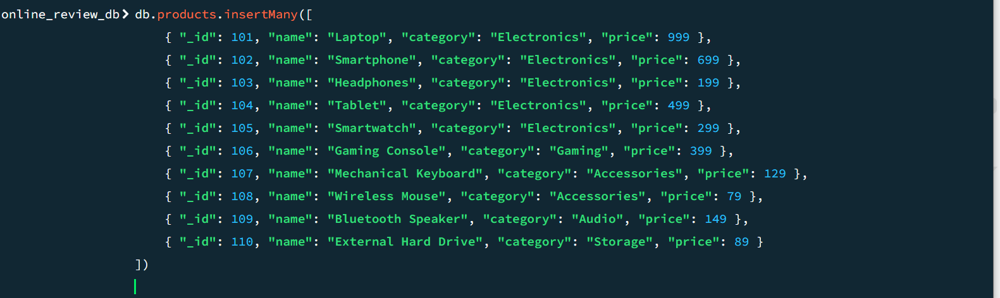 online_review_db> db.products.insertMany([
{ "_id": 101, "name": "Laptop", "category": "Electronics", "price": 999 },
{ "_id": 102, "name": "Smartphone", "category": "Electronics", "price": 699 },
{ "_id": 103, "name": "Headphones", "category": "Electronics", "price": 199 },
{ "_id": 104, "name": "Tablet", "category": "Electronics", "price": 499 },
{ "_id": 105, "name": "Smartwatch", "category": "Electronics", "price": 299 },
{ "_id": 106, "name": "Gaming Console", "category": "Gaming", "price": 399 },
{ "_id": 107, "name": "Mechanical Keyboard", "category": "Accessories", "price": 129 },
{ "_id": 108, "name": "Wireless Mouse", "category": "Accessories", "price": 79 },
{ "_id": 109, "name": "Bluetooth Speaker", "category": "Audio", "price": 149 },
{ "_id": 110, "name": "External Hard Drive", "category": "Storage", "price": 89 }
])